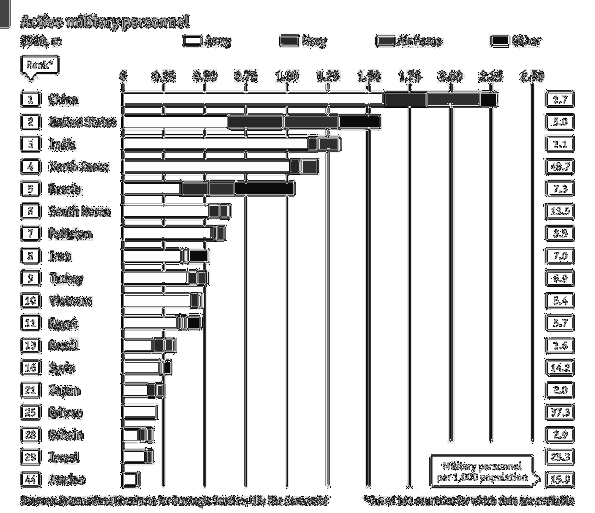 Active military personnel
2010, m
Army Navy Air force Other
Rank*
0 0.25 0.50 0.75 1.00 1.25 1.50 1.75 2.00 2.25 2.50
1 China 1.7
2 United States 5.0
3 India 1.1
4 North Korea 48.7
5 Russia 7.3
6 South Korea 13.5
7 Pakistan
8 Iran 7.0
9 Turkey 6.9
10 Vietnam 5.4
11 Egypt 5.7
13 Brazil 1.6
16 Syria 14.2
21 Japan 2.0
25 Eritrea 37.3
28 Britain 2.9
29 Israel 23.3
44 Jordan 15.9
Military personnel
per 1,000 population
*Out of 161 countries for which data are available